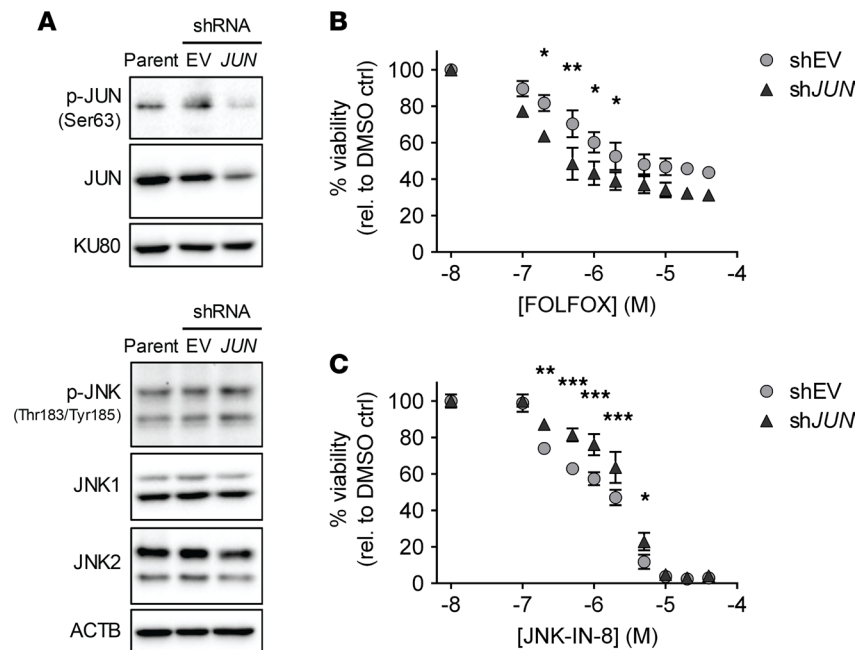 A
shRNA
Parent EV JUN
p-JUN
(Ser63)
JUN
KU80
shRNA
Parent EV JUN
p-JNK
(Thr183/Tyr185)
JNK1
JNK2
ACTB
B
% viability
(rel. to DMSO ctrl)
100
80
60
40
20
0
* ** * *
-8 -7 -6 -5 -4
[FOLFOX] (M)
shEV
shJUN
C
% viability
(rel. to DMSO ctrl)
100
80
60
40
20
0
** *** *** *** *
-8 -7 -6 -5 -4
[JNK-IN-8] (M)
shEV
shJUN